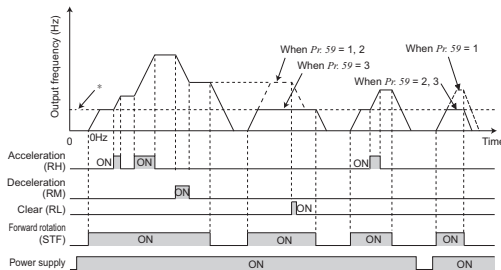 Output frequency (Hz)
When Pr. 59 = 1, 2
When Pr. 59 = 3
When Pr. 59 = 1
When Pr. 59 = 2, 3
*
0Hz
0
Time
Acceleration
(RH)
ON
ON
ON
Deceleration
(RM)
ON
Clear (RL)
ON
Forward rotation
(STF)
ON
ON
ON
ON
Power supply
ON
ON